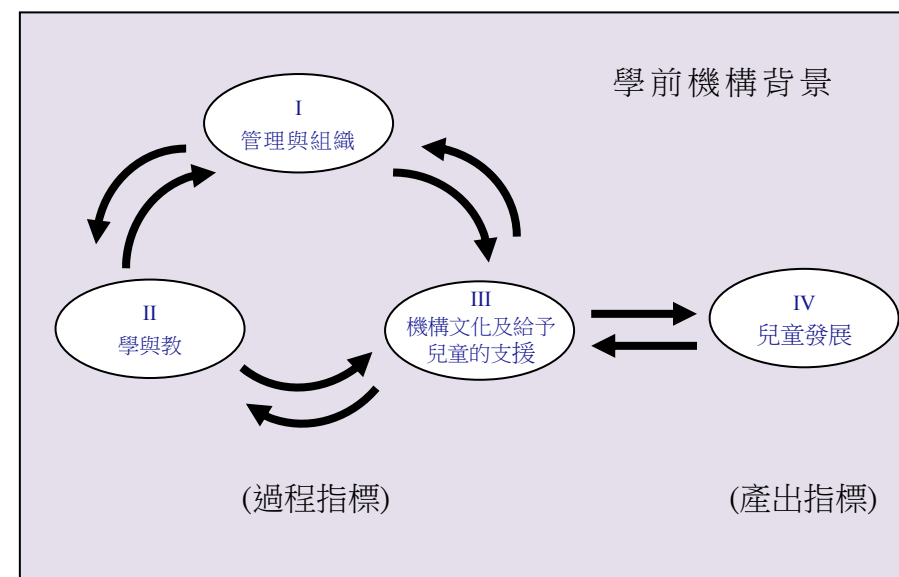 學前機構背景
I
管理與組織
II
學與教
III
機構文化及給予
兒童的支援
IV
兒童發展
(過程指標)
(產出指標)